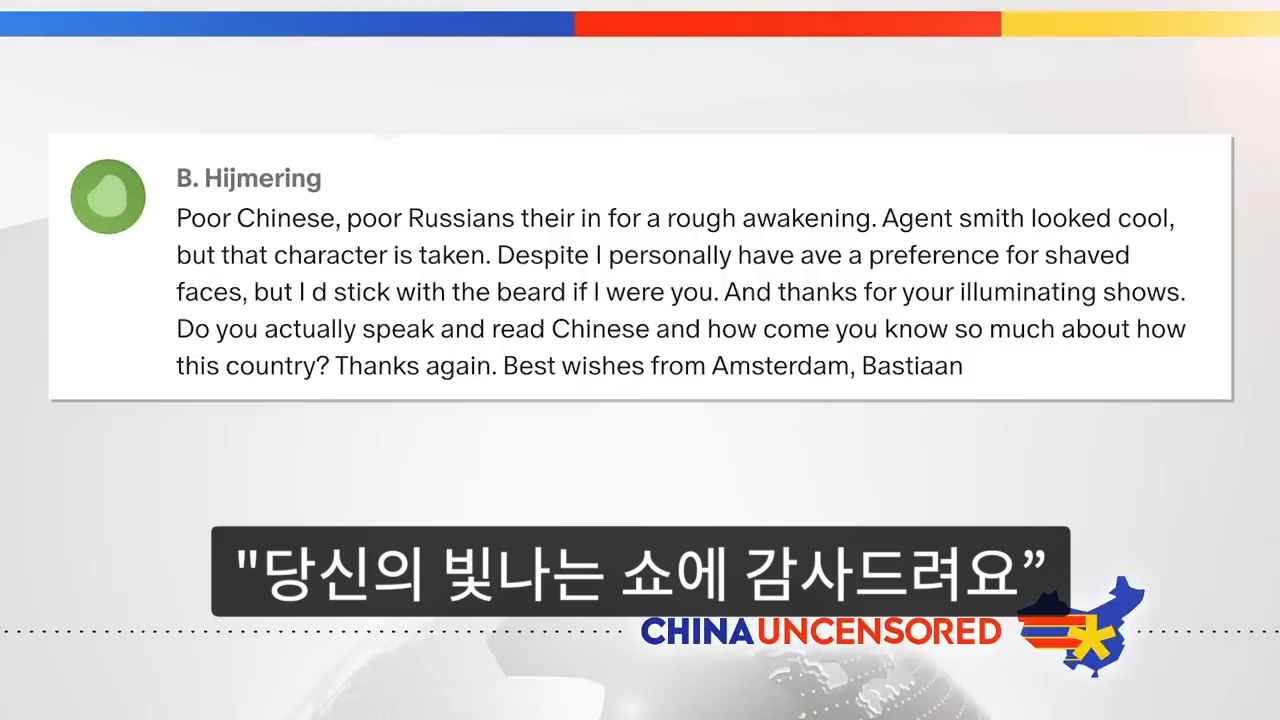 B. Hijmering
Poor Chinese, poor Russians their in for a rough awakening. Agent smith looked cool,
but that character is taken. Despite I personally have ave a preference for shaved
faces, but I d stick with the beard if I were you. And thanks for your illuminating shows.
Do you actually speak and read Chinese and how come you know so much about how
this country? Thanks again. Best wishes from Amsterdam, Bastiaan
"당신의 빛나는 쇼에 감사드려요”
CHINA UNCENSORED